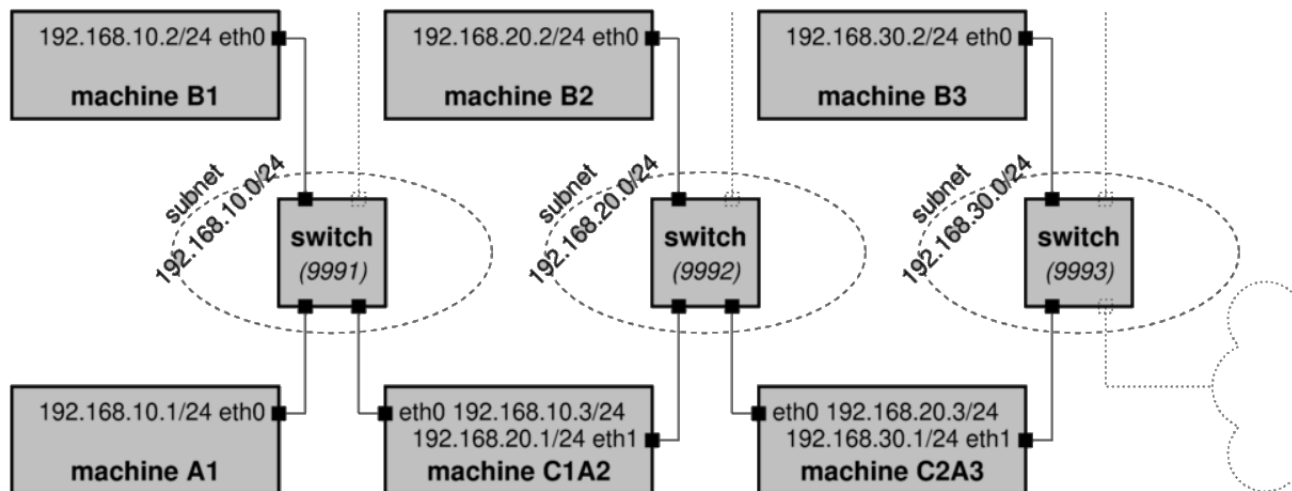 192.168.10.2/24 eth0
machine B1
192.168.20.2/24 eth0
machine B2
192.168.30.2/24 eth0
machine B3
subnet
192.168.10.0/24
switch
(9991)
subnet
192.168.20.0/24
switch
(9992)
subnet
192.168.30.0/24
switch
(9993)
192.168.10.1/24 eth0
machine A1
eth0 192.168.10.3/24
192.168.20.1/24 eth1
machine C1A2
eth0 192.168.20.3/24
192.168.30.1/24 eth1
machine C2A3